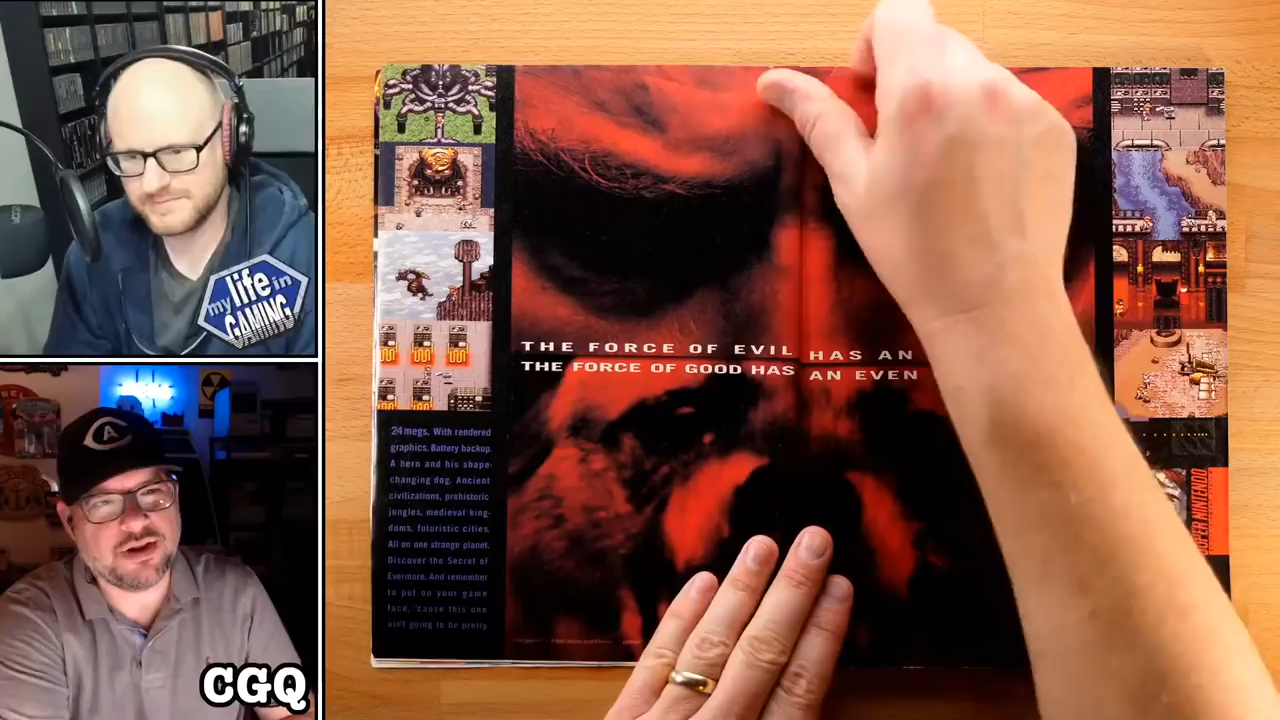 my
life in
GAMING
A
CGQ
THE FORCE OF EVIL HAS AN
THE FORCE OF GOOD HAS AN EVEN
24 megs. With rendered
graphics. Battery backup.
A hero and his shape-
changing dog. Ancient
civilizations, prehistoric
jungles, medieval king-
doms, futuristic cities.
All on one strange planet.
Discover the Secret of
Evermore. And remember
to put on your game
face, 'cause this one
ain't going to be pretty.
SUPER NINTENDO